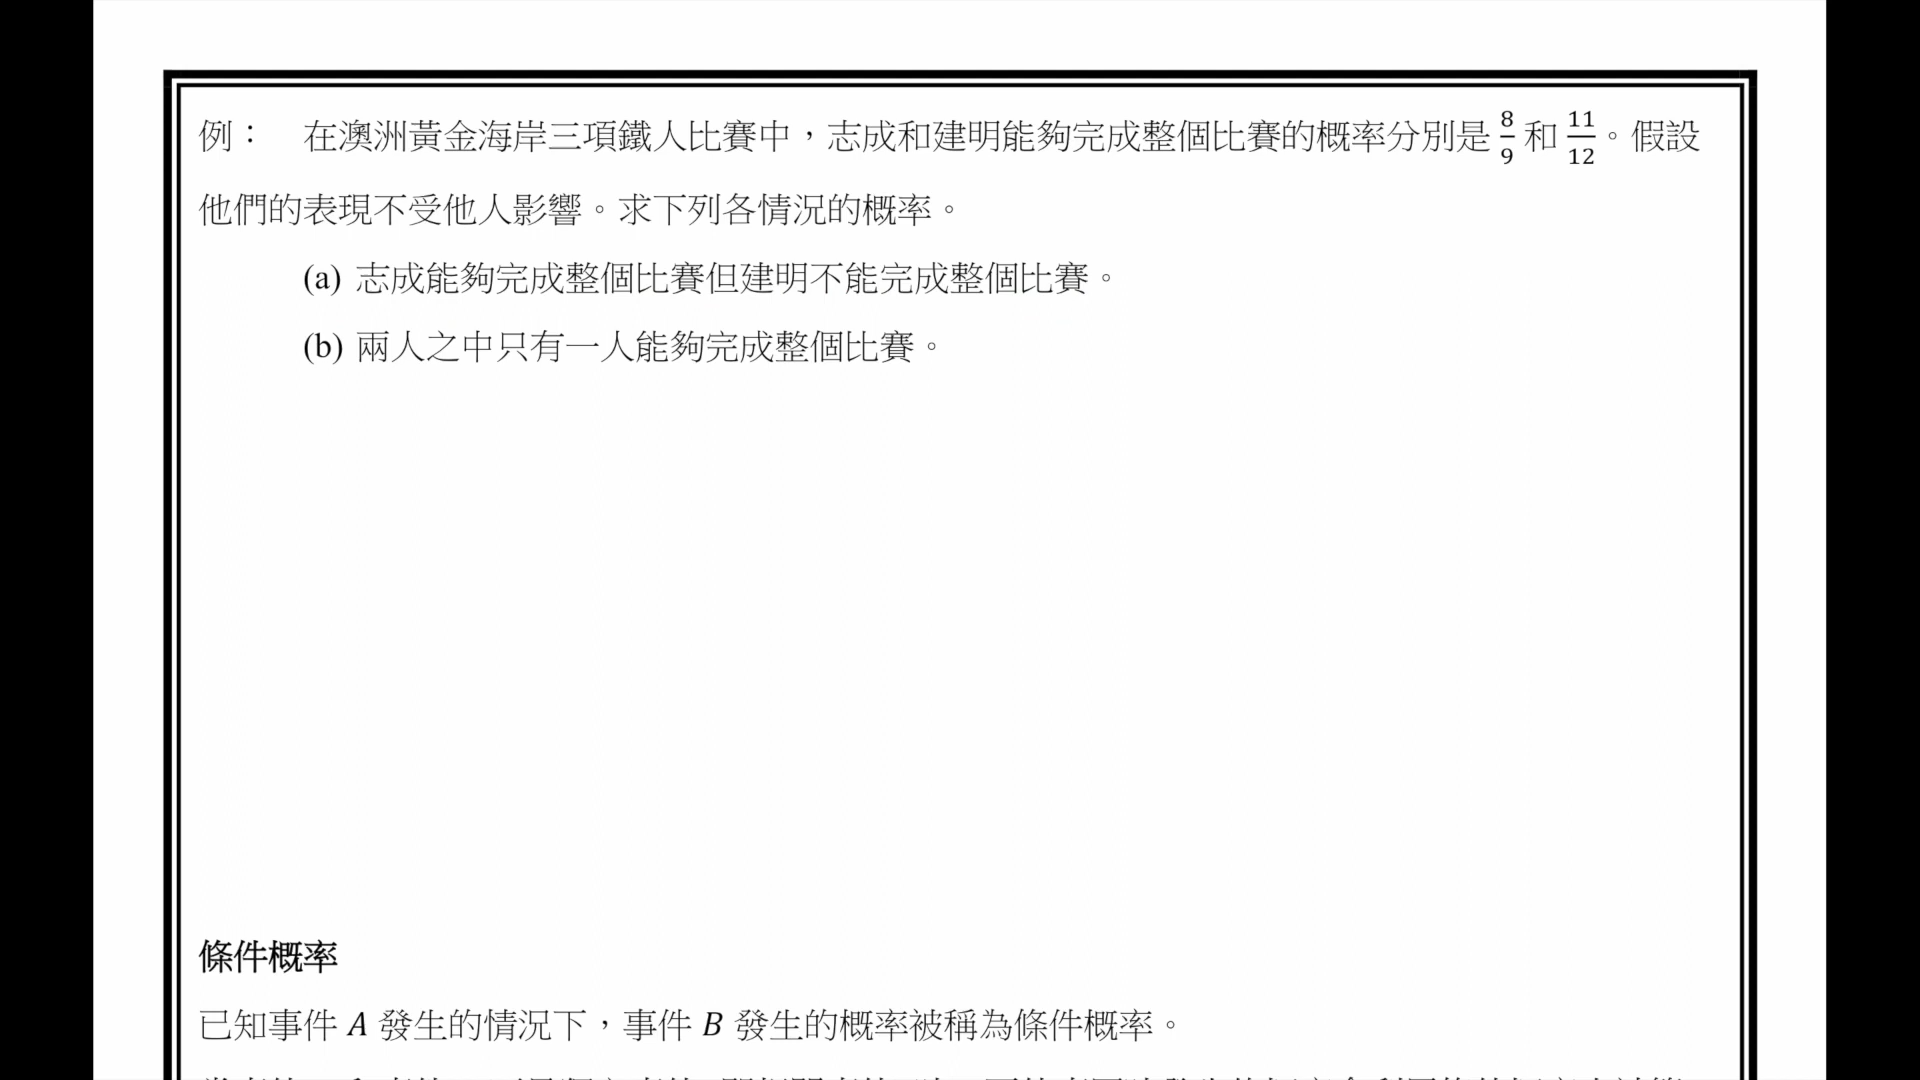 例： 在澳洲黃金海岸三項鐵人比賽中，志成和建明能夠完成整個比賽的概率分別是 8/9 和 11/12。假設
他們的表現不受他人影響。求下列各情況的概率。
(a) 志成能夠完成整個比賽但建明不能完成整個比賽。
(b) 兩人之中只有一人能夠完成整個比賽。
條件概率
已知事件 A 發生的情況下，事件 B 發生的概率被稱為條件概率。